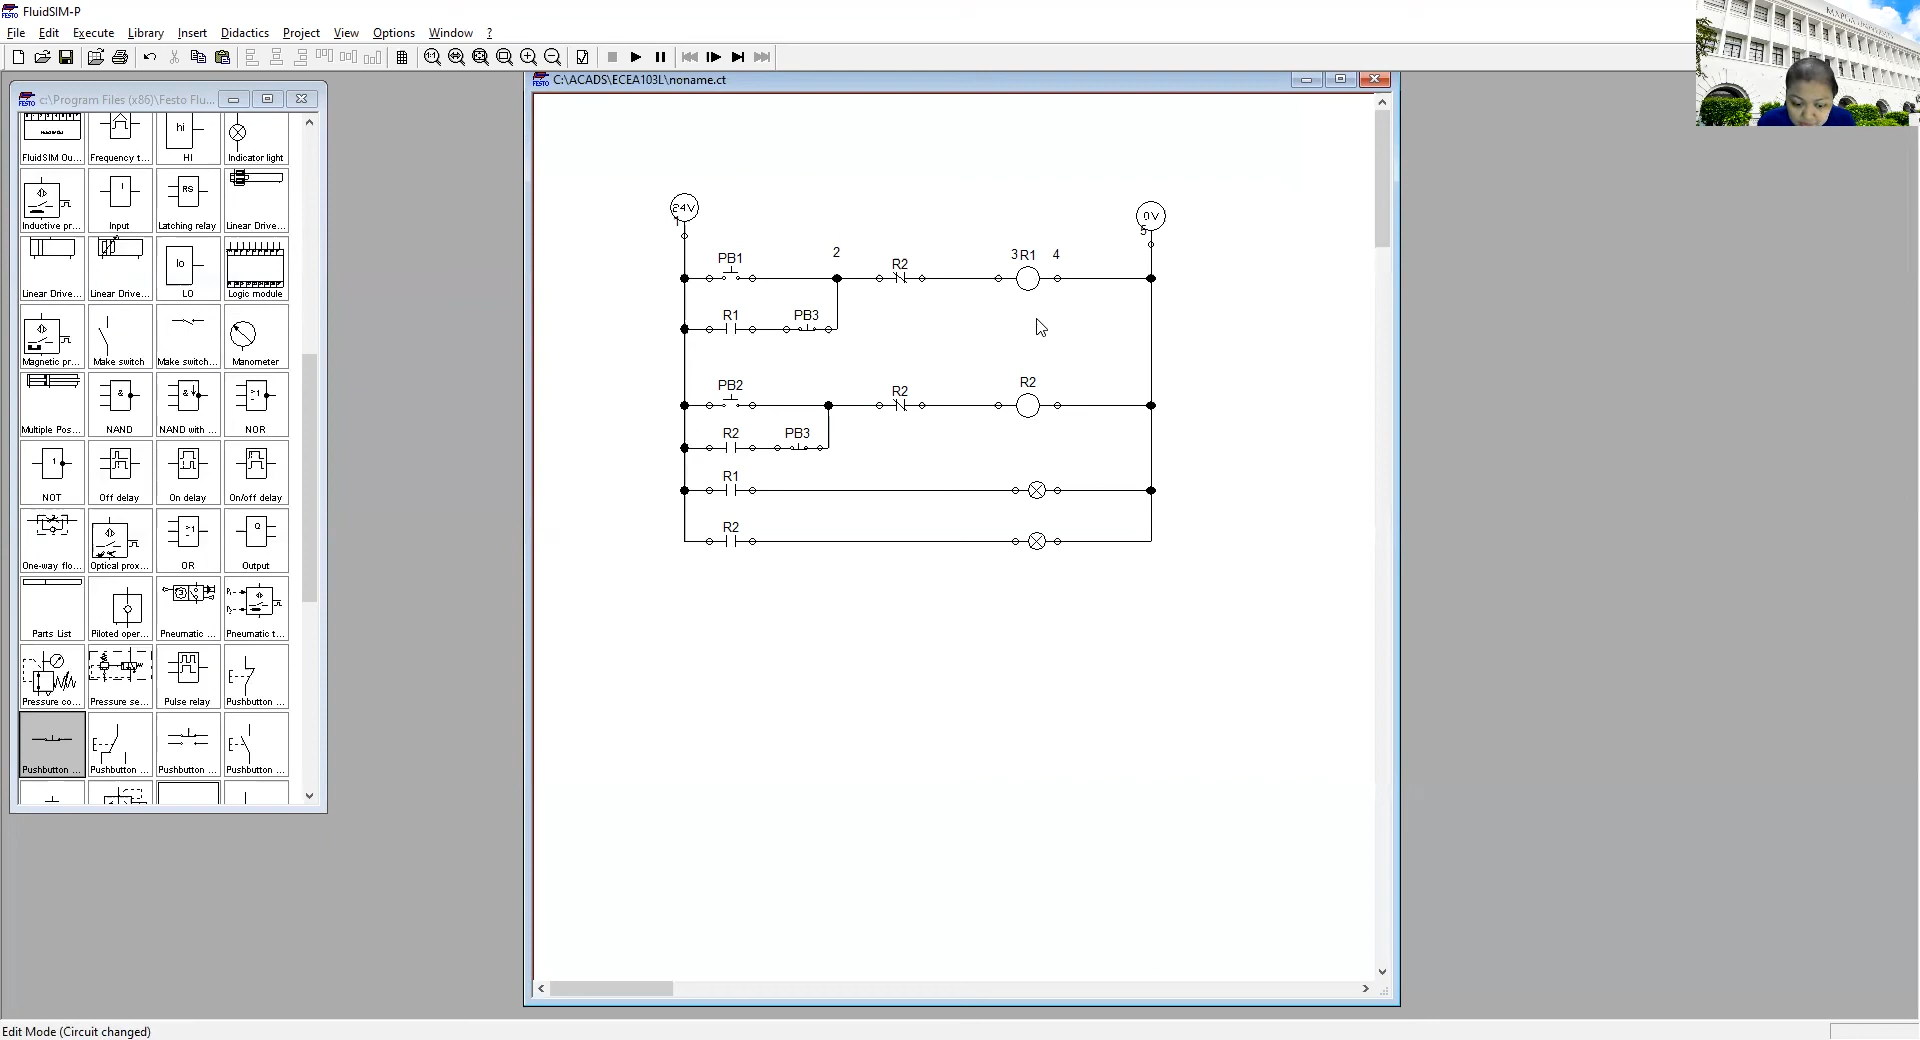 FluidSIM-P
File Edit Execute Library Insert Didactics Project View Options Window ?
FESTO
c:\Program Files (x86)\Festo Flu...
FluidSIM Ou... Frequency t... HI Indicator light
hi
Inductive pr... Input Latching relay Linear Drive...
I RS
Linear Drive... Linear Drive... LO Logic module
lo
Magnetic pr... Make switch Make switch... Manometer
Multiple Pos... NAND NAND with ... NOR
& & >1
NOT Off delay On delay On/off delay
1
One-way flo... Optical prox... OR Output
>1 Q
Parts List Piloted oper... Pneumatic ... Pneumatic t...
Pressure co... Pressure se... Pulse relay Pushbutton ...
Pushbutton ... Pushbutton ... Pushbutton ... Pushbutton ...
FESTO
C:\ACADS\ECEA103L\noname.ct
24V
1
0V
5
PB1 2 R2 3 R1 4
R1 PB3
PB2 R2 R2
R2 PB3
R1
R2
Edit Mode (Circuit changed)